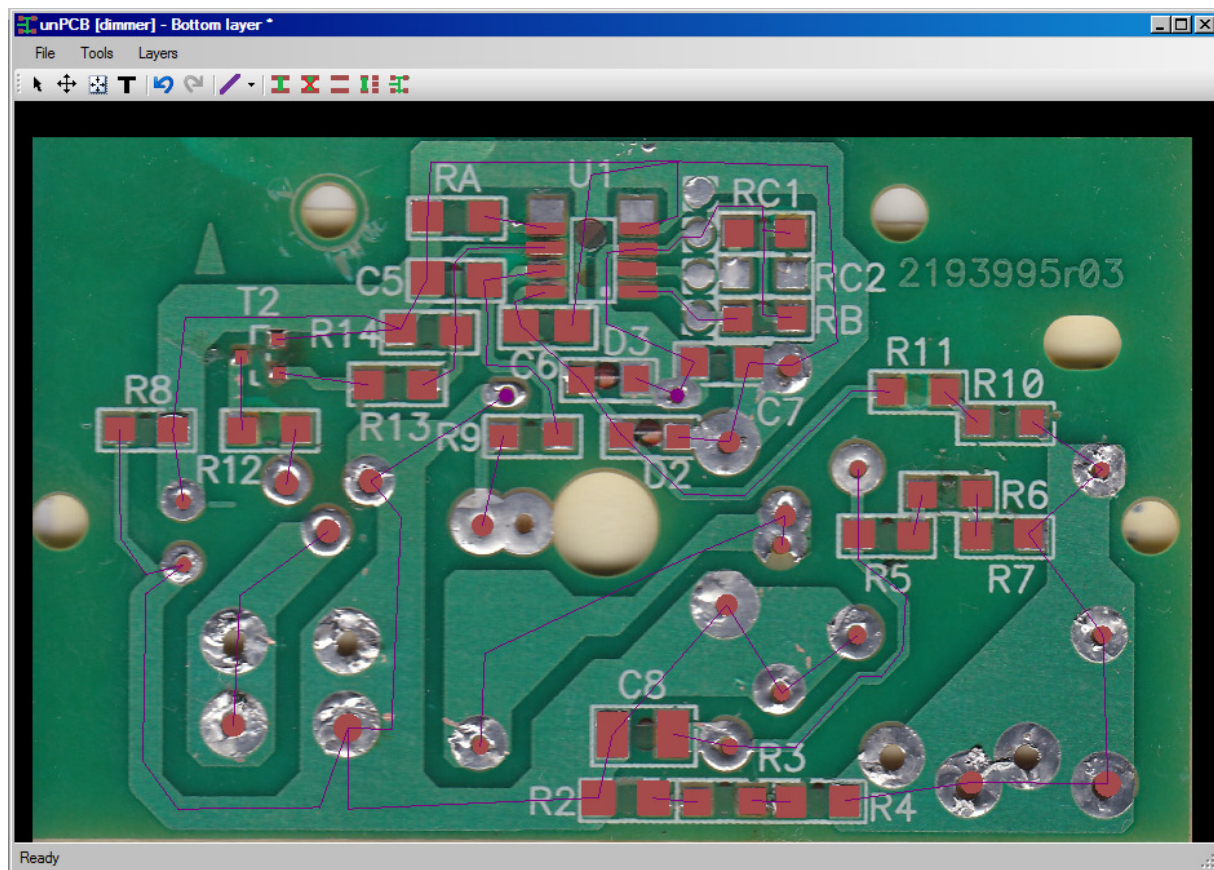 unPCB [dimmer] - Bottom layer *
File Tools Layers
T
RA U1 RC1
C5 RC2 2193995r03
T2 R14 RB
C6 D3
R8 R11 R10
R13 R9 C7
R12 D2 R6
R5 R7
C8
R3
R2 R4
Ready